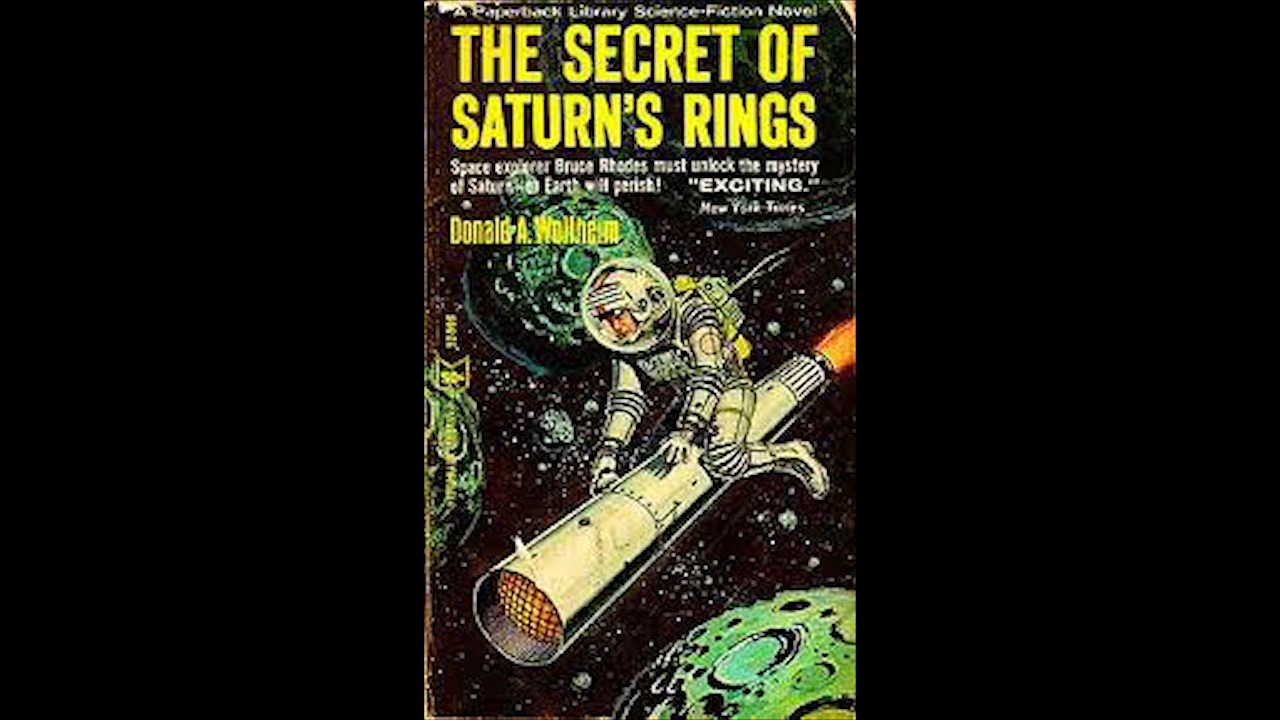 A Paperback Library Science-Fiction Novel
THE SECRET OF
SATURN'S RINGS
Space explorer Bruce Rhodes must unlock the mystery
of Saturn—or Earth will perish! "EXCITING."
New York Times
Donald A. Wollheim